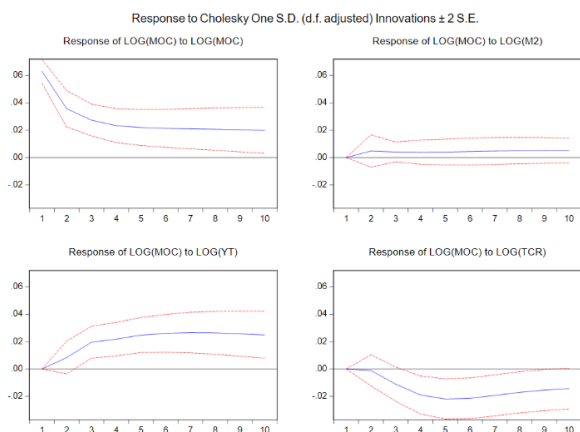 Response to Cholesky One S.D. (d.f. adjusted) Innovations ± 2 S.E.
Response of LOG(MOC) to LOG(MOC)
Response of LOG(MOC) to LOG(M2)
.06
.04
.02
.00
-.02
1 2 3 4 5 6 7 8 9 10
.06
.04
.02
.00
-.02
1 2 3 4 5 6 7 8 9 10
Response of LOG(MOC) to LOG(YT)
Response of LOG(MOC) to LOG(TCR)
.06
.04
.02
.00
-.02
1 2 3 4 5 6 7 8 9 10
.06
.04
.02
.00
-.02
1 2 3 4 5 6 7 8 9 10